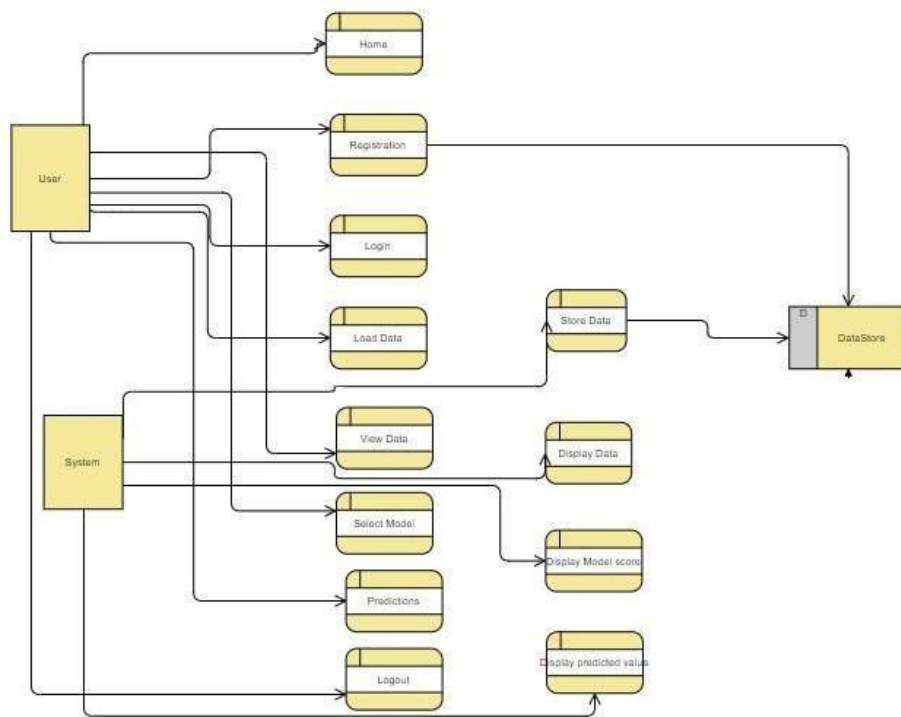 Home
Registration
User
Login
Store Data
D
DataStore
Load Data
View Data
Display Data
System
Select Model
Display Model score
Predictions
Display predicted value
Logout